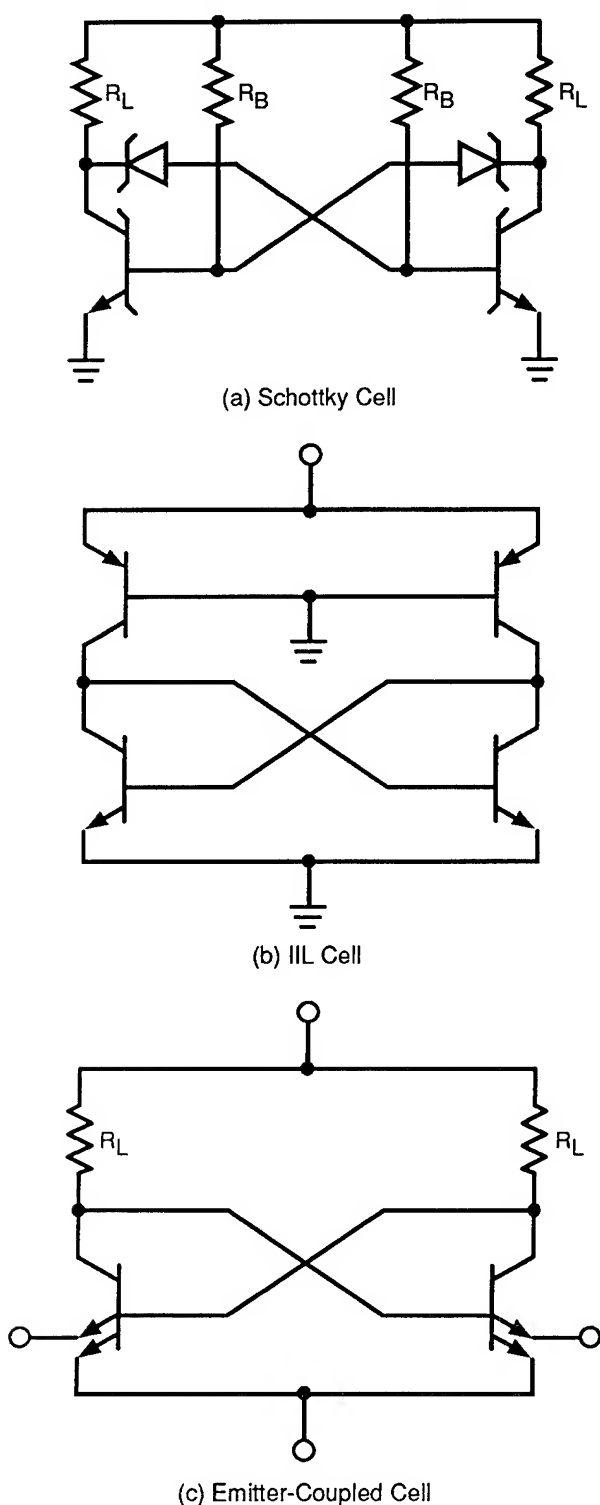 R_L R_B R_B R_L
(a) Schottky Cell
(b) IIL Cell
R_L R_L
(c) Emitter-Coupled Cell